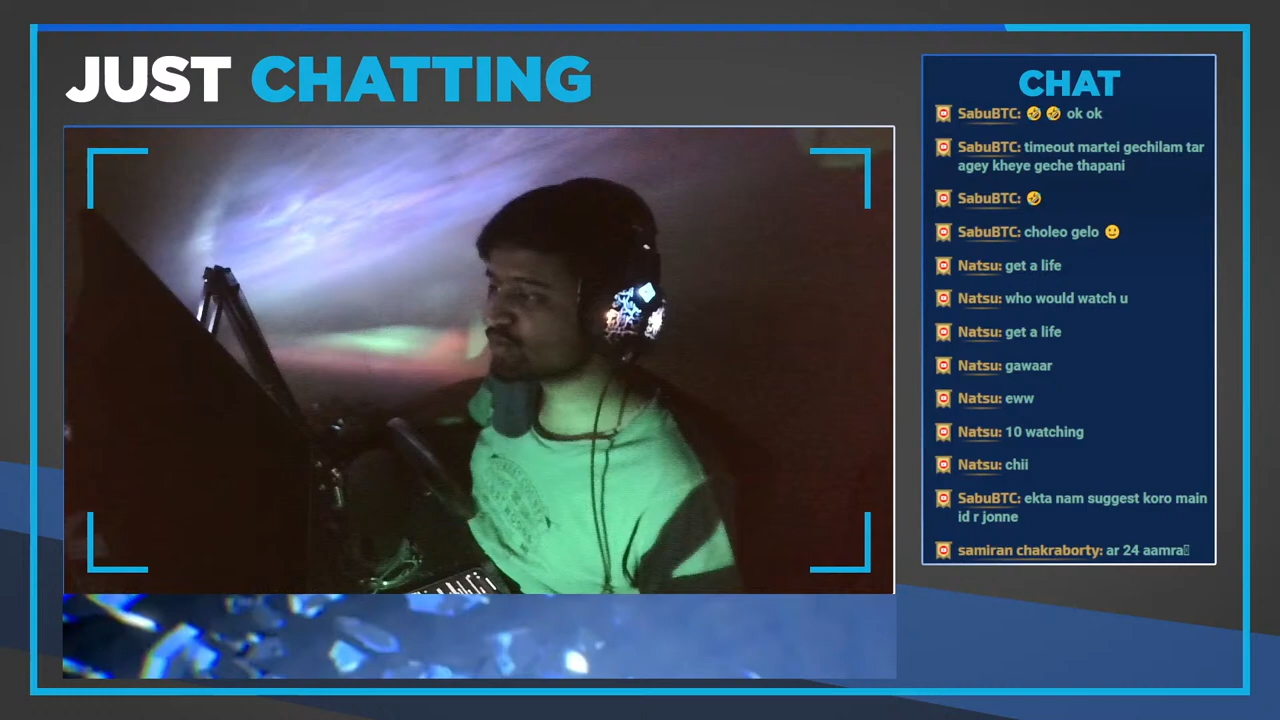 JUST CHATTING
CHAT
SabuBTC: 🤣 🤣 ok ok
SabuBTC: timeout martei gechilam tar
agey kheye geche thapani
SabuBTC: 🤣
SabuBTC: choleo gelo 🙂
Natsu: get a life
Natsu: who would watch u
Natsu: get a life
Natsu: gawaar
Natsu: eww
Natsu: 10 watching
Natsu: chii
SabuBTC: ekta nam suggest koro main
id r jonne
samiran chakraborty: ar 24 aamra